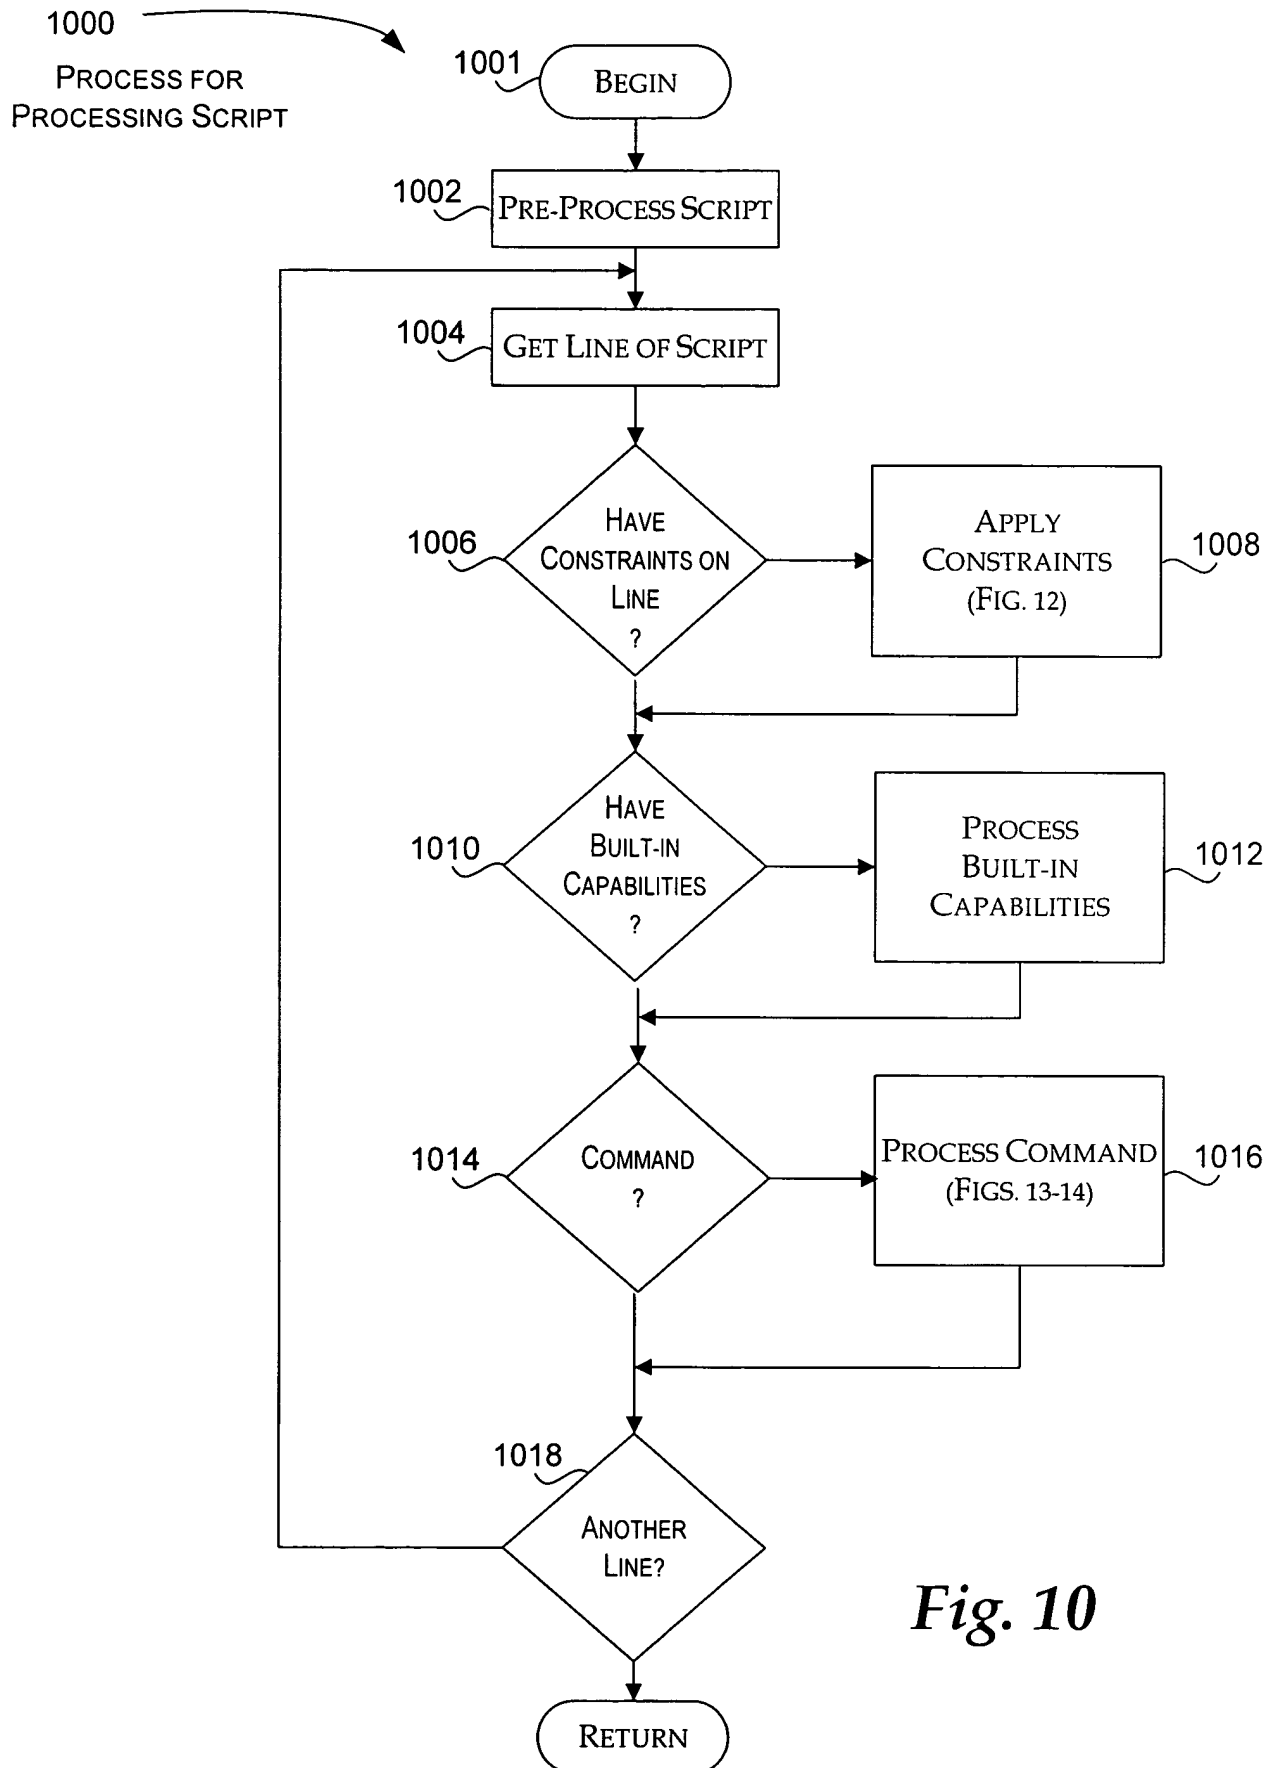 1000
PROCESS FOR
PROCESSING SCRIPT
1001
BEGIN
1002
PRE-PROCESS SCRIPT
1004
GET LINE OF SCRIPT
1006
HAVE
CONSTRAINTS ON
LINE
?
APPLY
CONSTRAINTS
(FIG. 12)
1008
1010
HAVE
BUILT-IN
CAPABILITIES
?
PROCESS
BUILT-IN
CAPABILITIES
1012
1014
COMMAND
?
PROCESS COMMAND
(FIGS. 13-14)
1016
1018
ANOTHER
LINE?
Fig. 10
RETURN